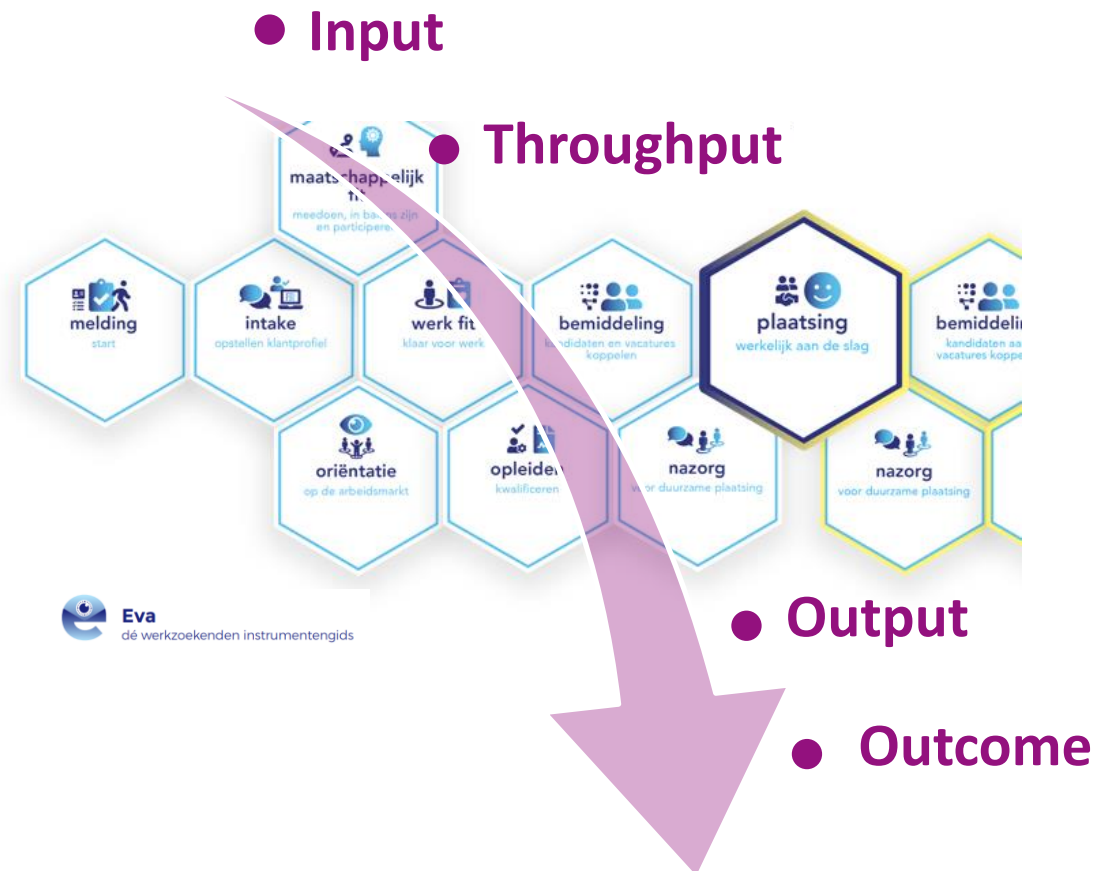 Input
Throughput
maatschappelijk
fit
meedoen, in balans zijn
en participeren
melding
start
intake
opstellen klantprofiel
werk fit
klaar voor werk
bemiddeling
kandidaten en vacatures
koppelen
plaatsing
werkelijk aan de slag
bemiddelin
kandidaten aa
vacatures koppe
oriëntatie
op de arbeidsmarkt
opleiden
kwalificeren
nazorg
voor duurzame plaatsing
nazorg
voor duurzame plaatsing
Eva
dé werkzoekenden instrumentengids
Output
Outcome